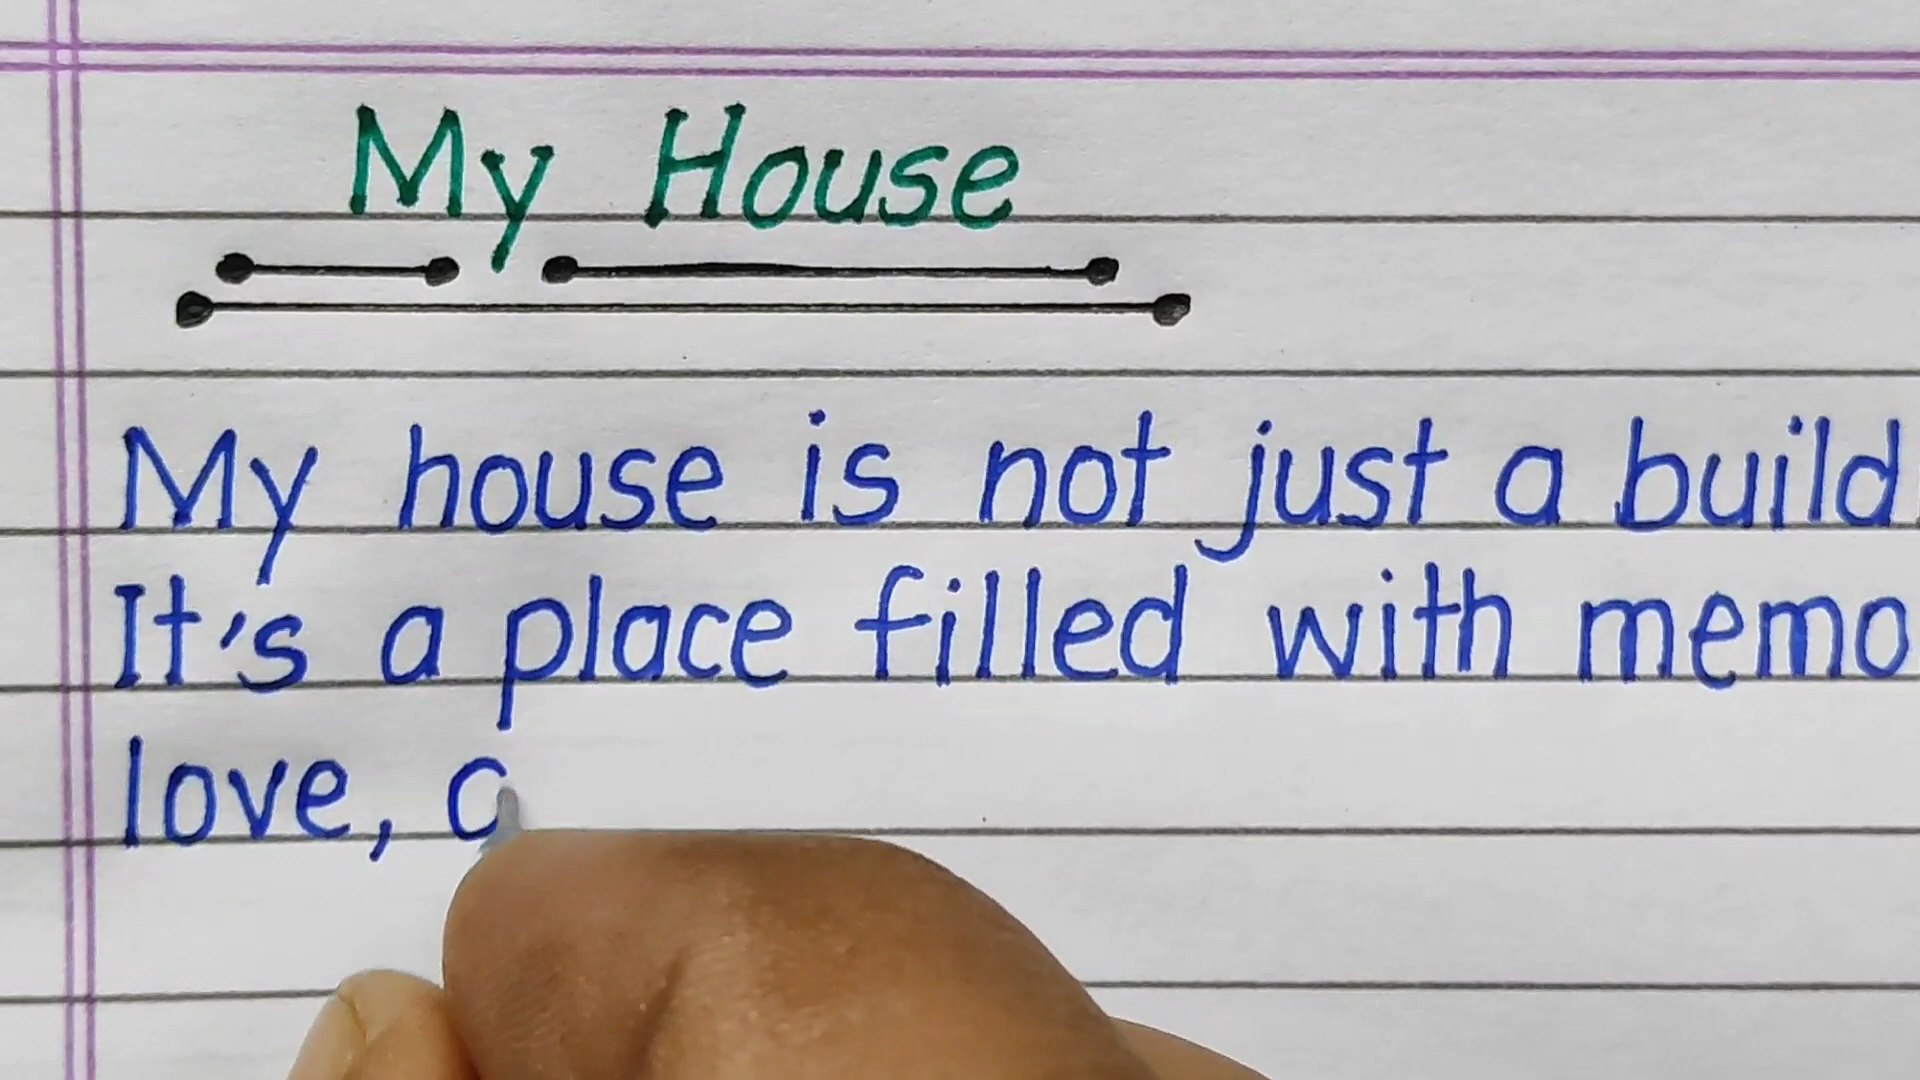 My House
My house is not just a build
It's a place filled with memo
love,